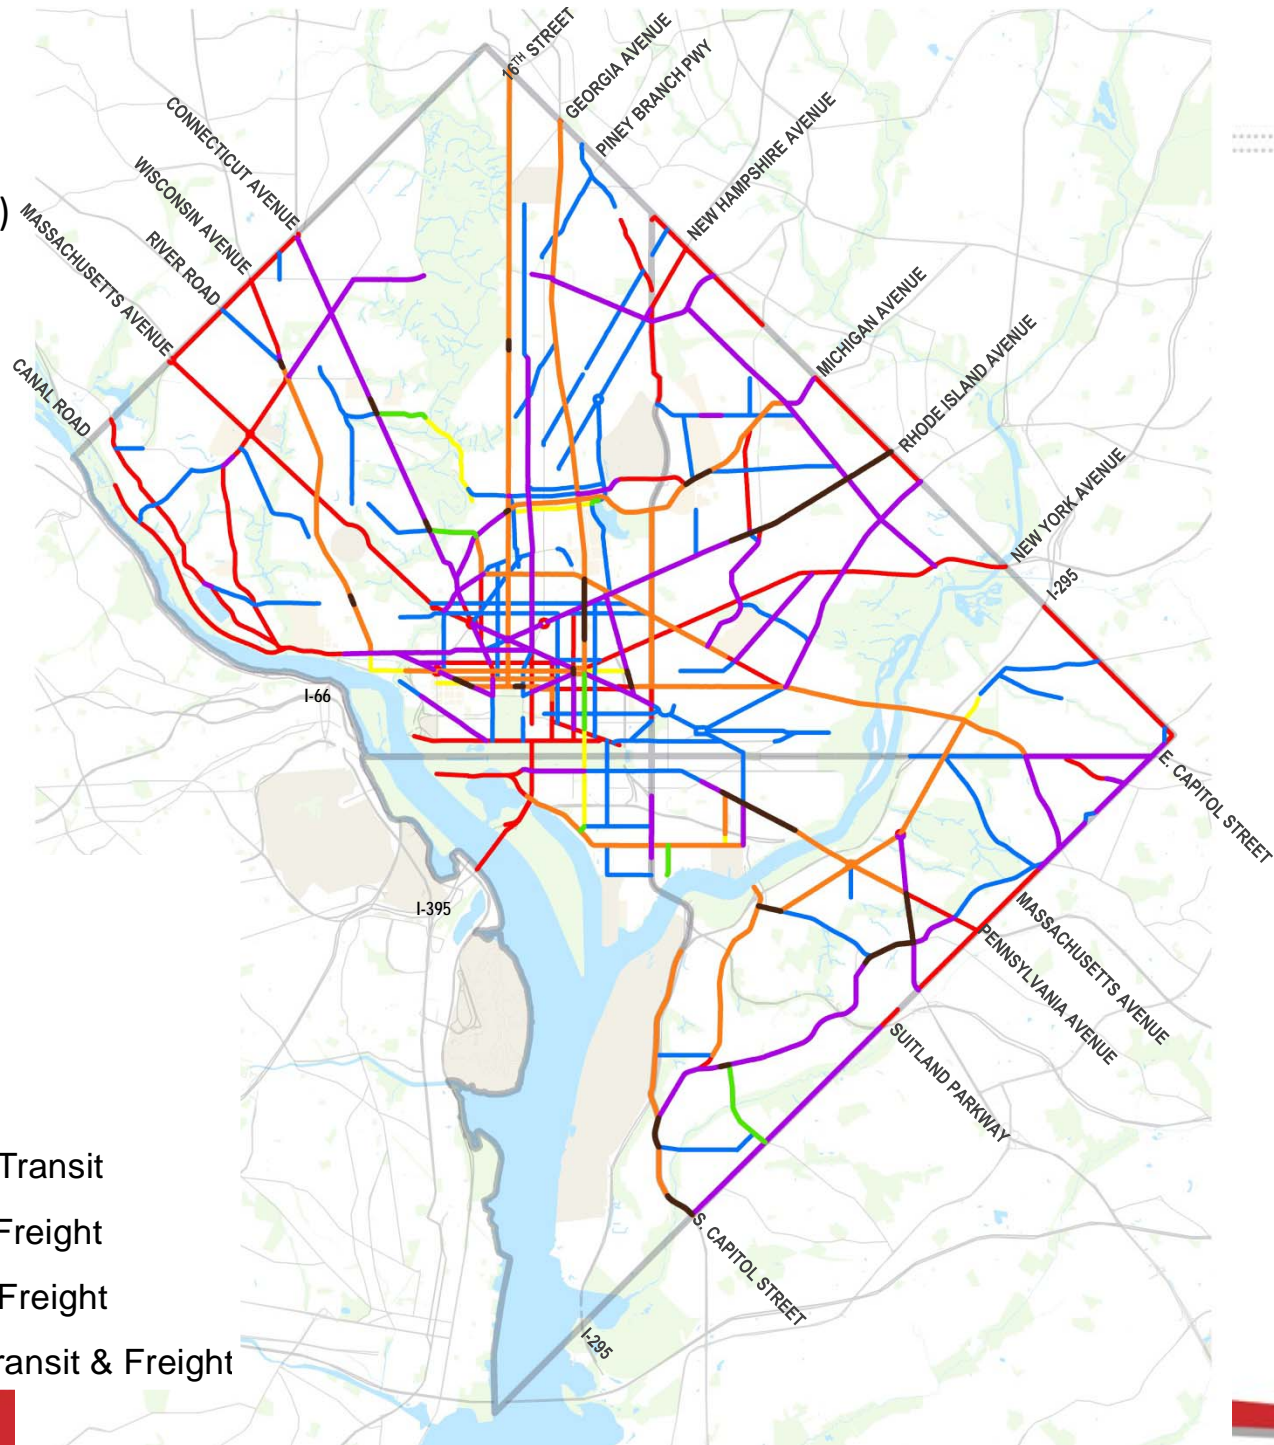 16TH STREET
GEORGIA AVENUE
PINEY BRANCH PWY
CONNECTICUT AVENUE
WISCONSIN AVENUE
NEW HAMPSHIRE AVENUE
)
MASSACHUSETTS AVENUE
RIVER ROAD
MICHIGAN AVENUE
CANAL ROAD
RHODE ISLAND AVENUE
NEW YORK AVENUE
I-295
I-66
E. CAPITOL STREET
I-395
MASSACHUSETTS AVENUE
PENNSYLVANIA AVENUE
SUITLAND PARKWAY
Transit
Freight
S. CAPITOL STREET
Freight
I-295
ransit & Freight